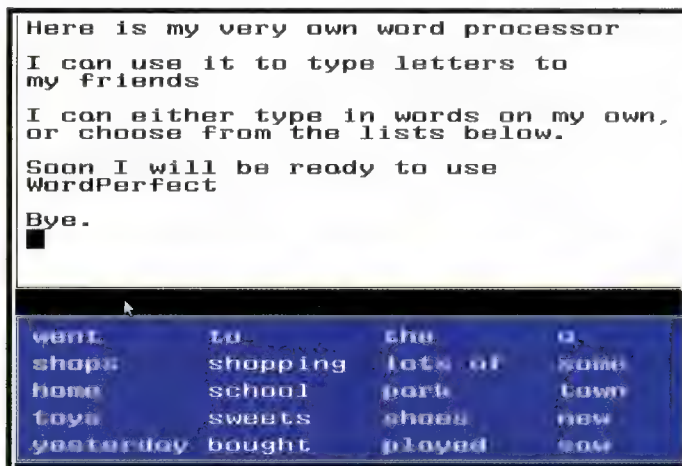 Here is my very own word processor
I can use it to type letters to
my friends
I can either type in words on my own,
or choose from the lists below.
Soon I will be ready to use
WordPerfect
Bye.
went to the a
shops shopping lots of some
home school park town
toys sweets shoes new
yesterday bought played saw